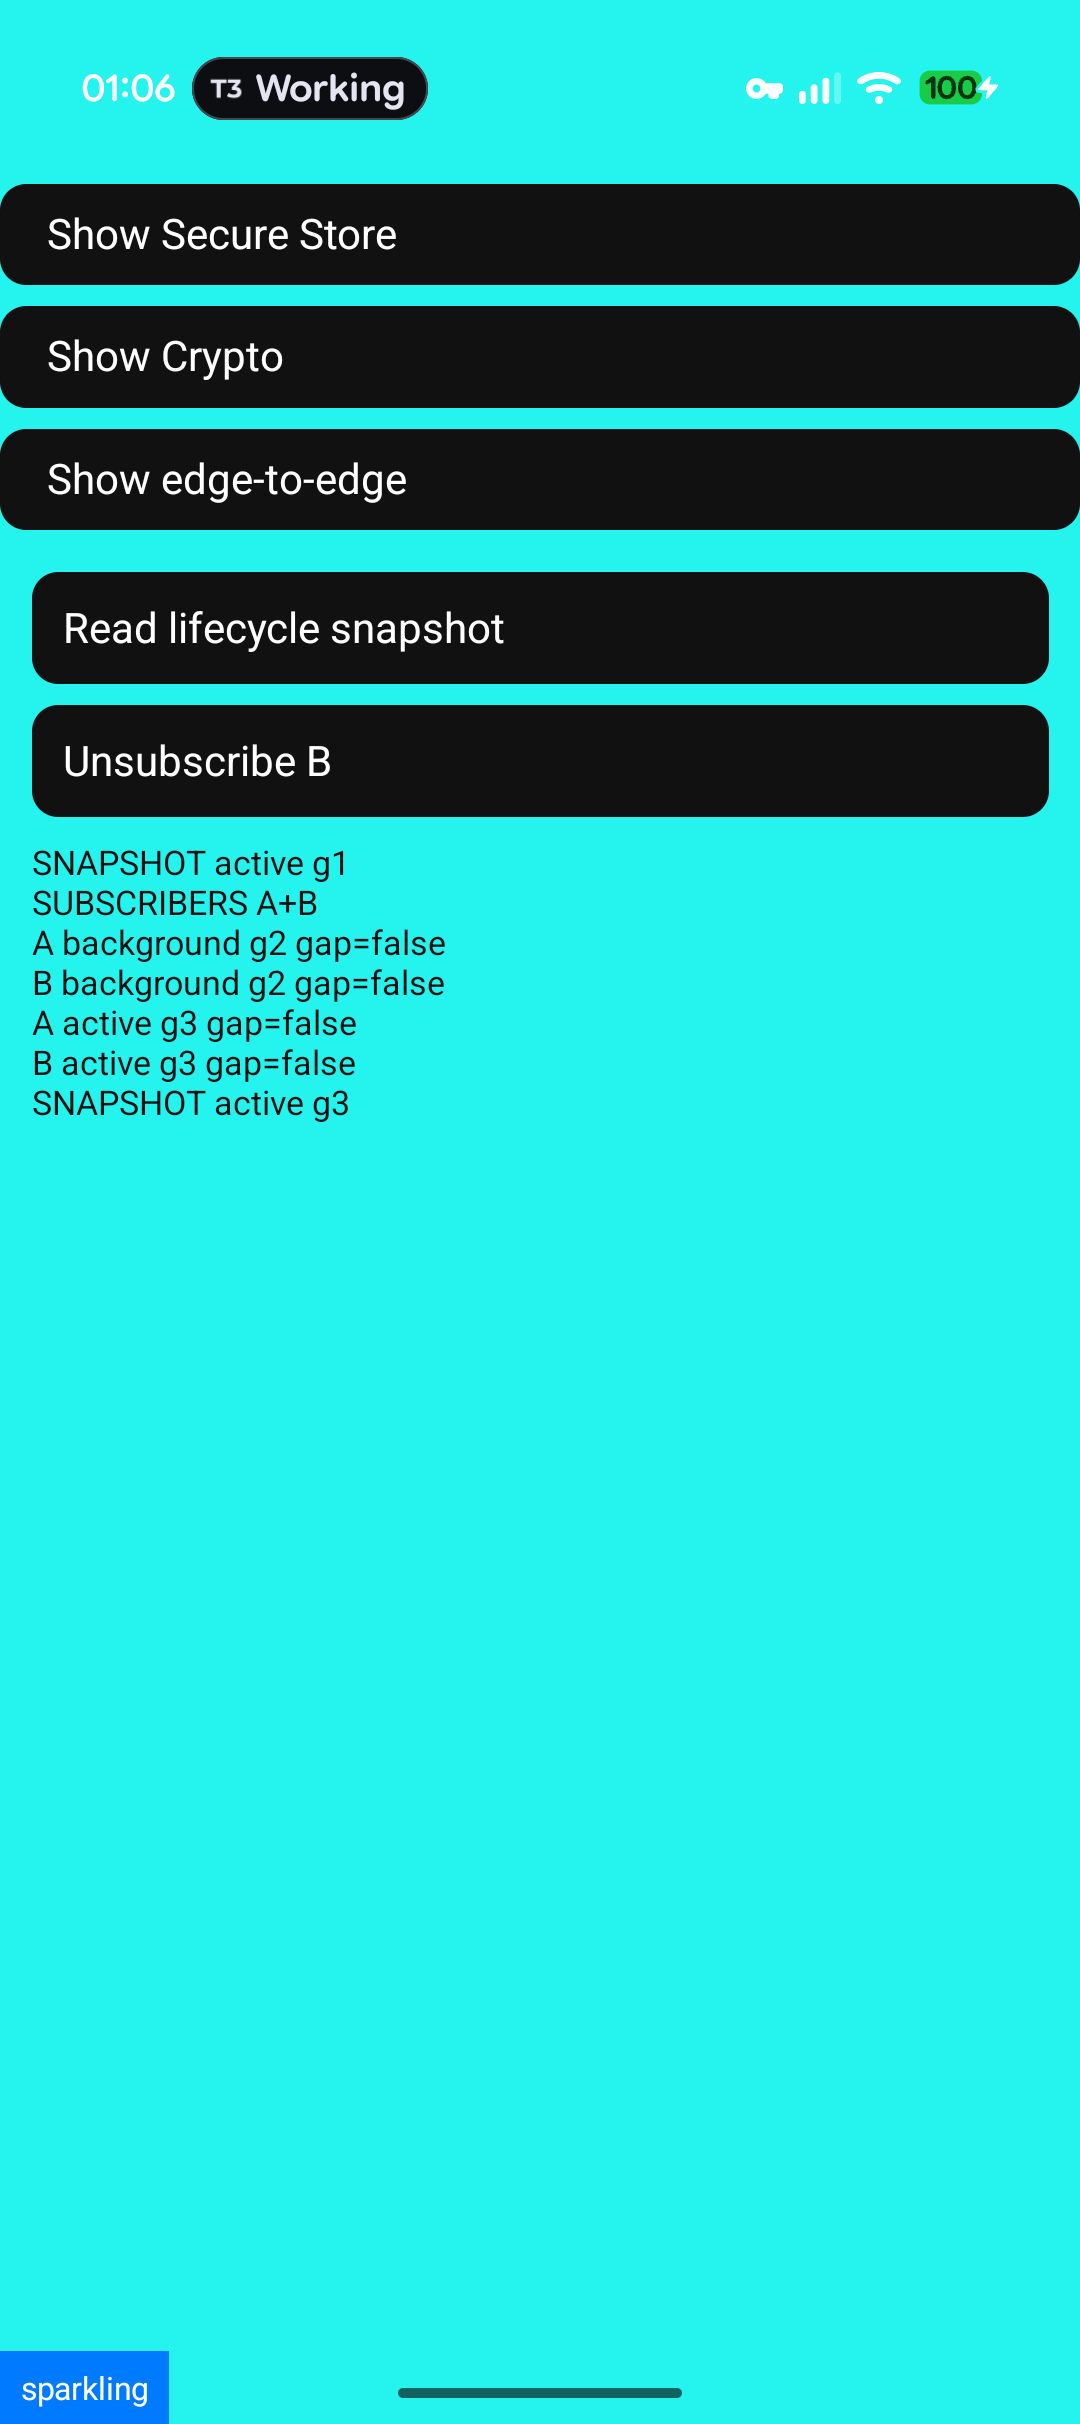 01:06 T3 Working 100
Show Secure Store
Show Crypto
Show edge-to-edge
Read lifecycle snapshot
Unsubscribe B
SNAPSHOT active g1
SUBSCRIBERS A+B
A background g2 gap=false
B background g2 gap=false
A active g3 gap=false
B active g3 gap=false
SNAPSHOT active g3
sparkling